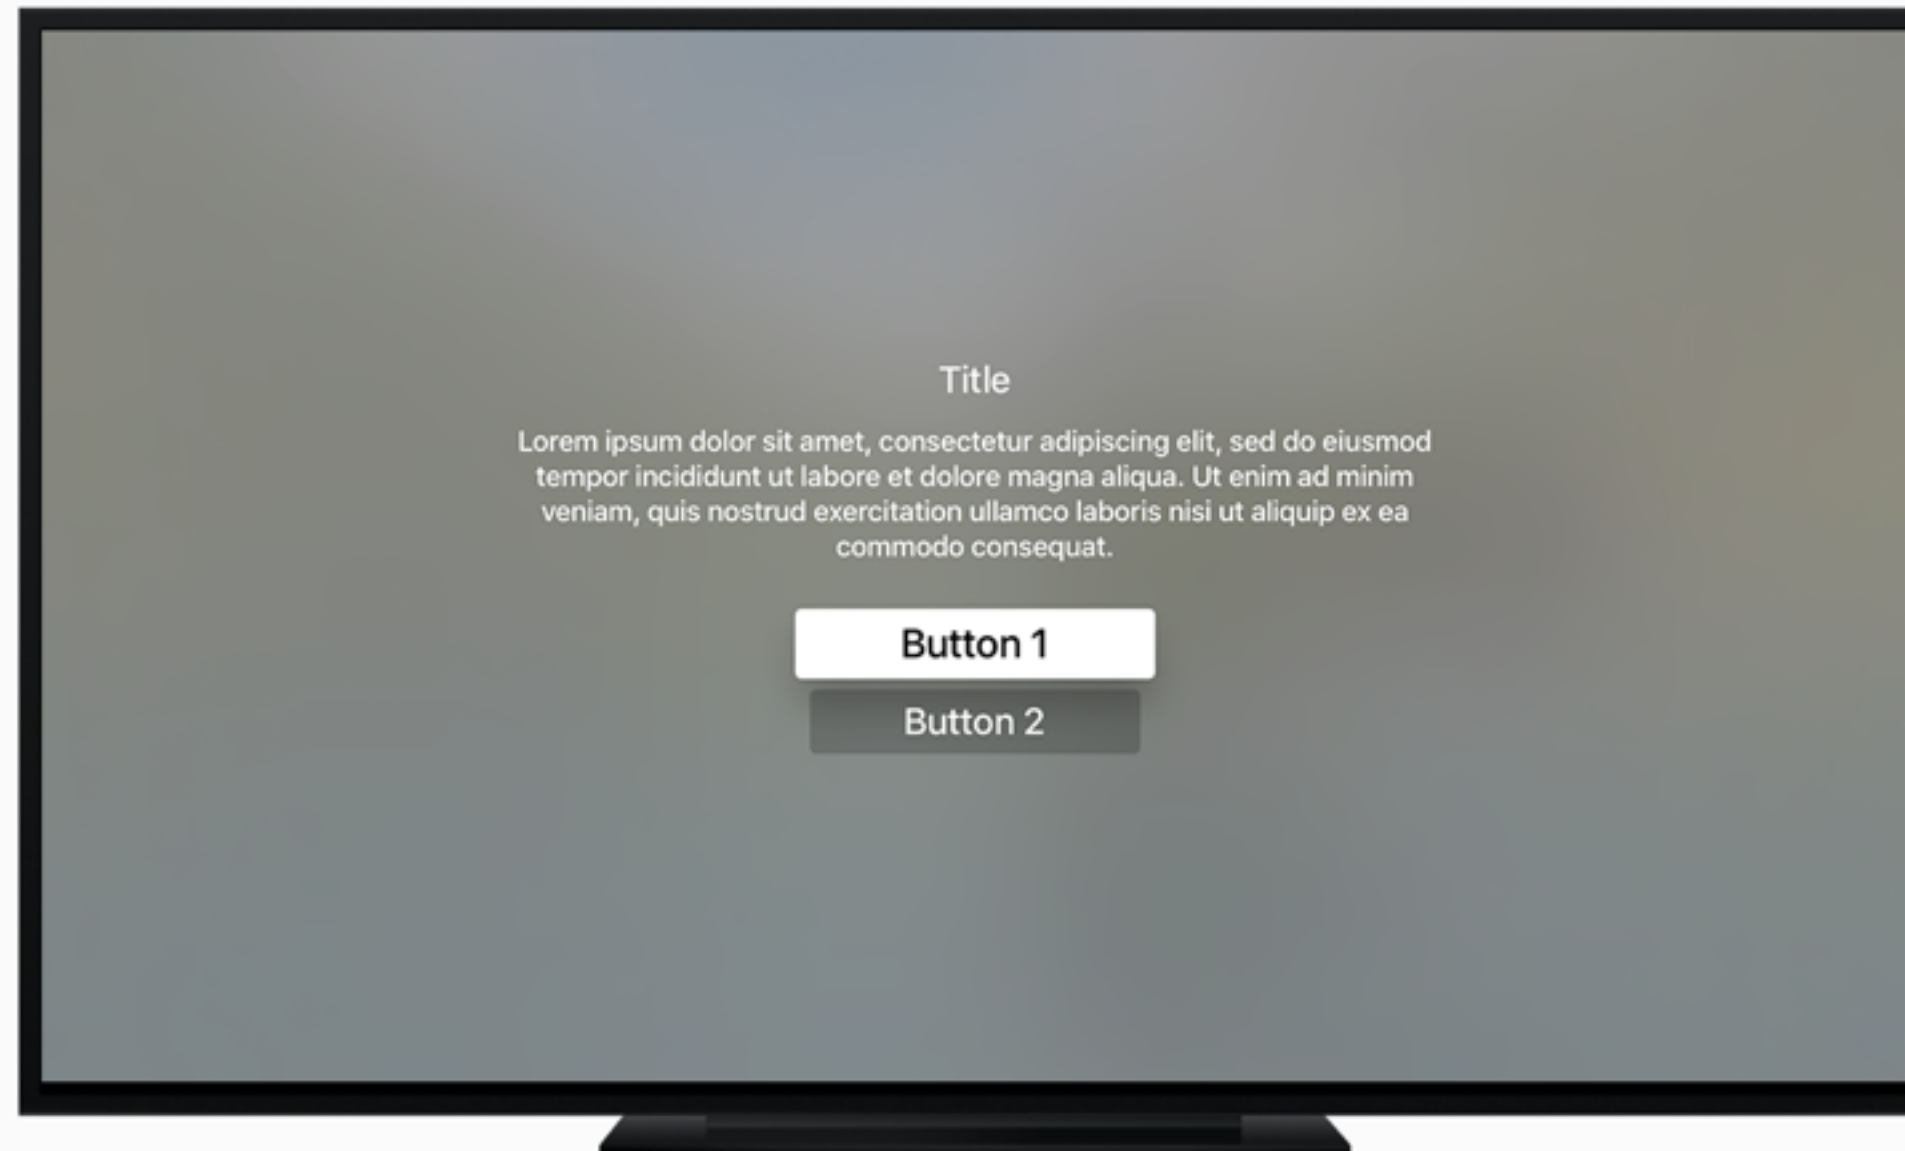 Title
Lorem ipsum dolor sit amet, consectetur adipiscing elit, sed do eiusmod
tempor incididunt ut labore et dolore magna aliqua. Ut enim ad minim
veniam, quis nostrud exercitation ullamco laboris nisi ut aliquip ex ea
commodo consequat.
Button 1
Button 2